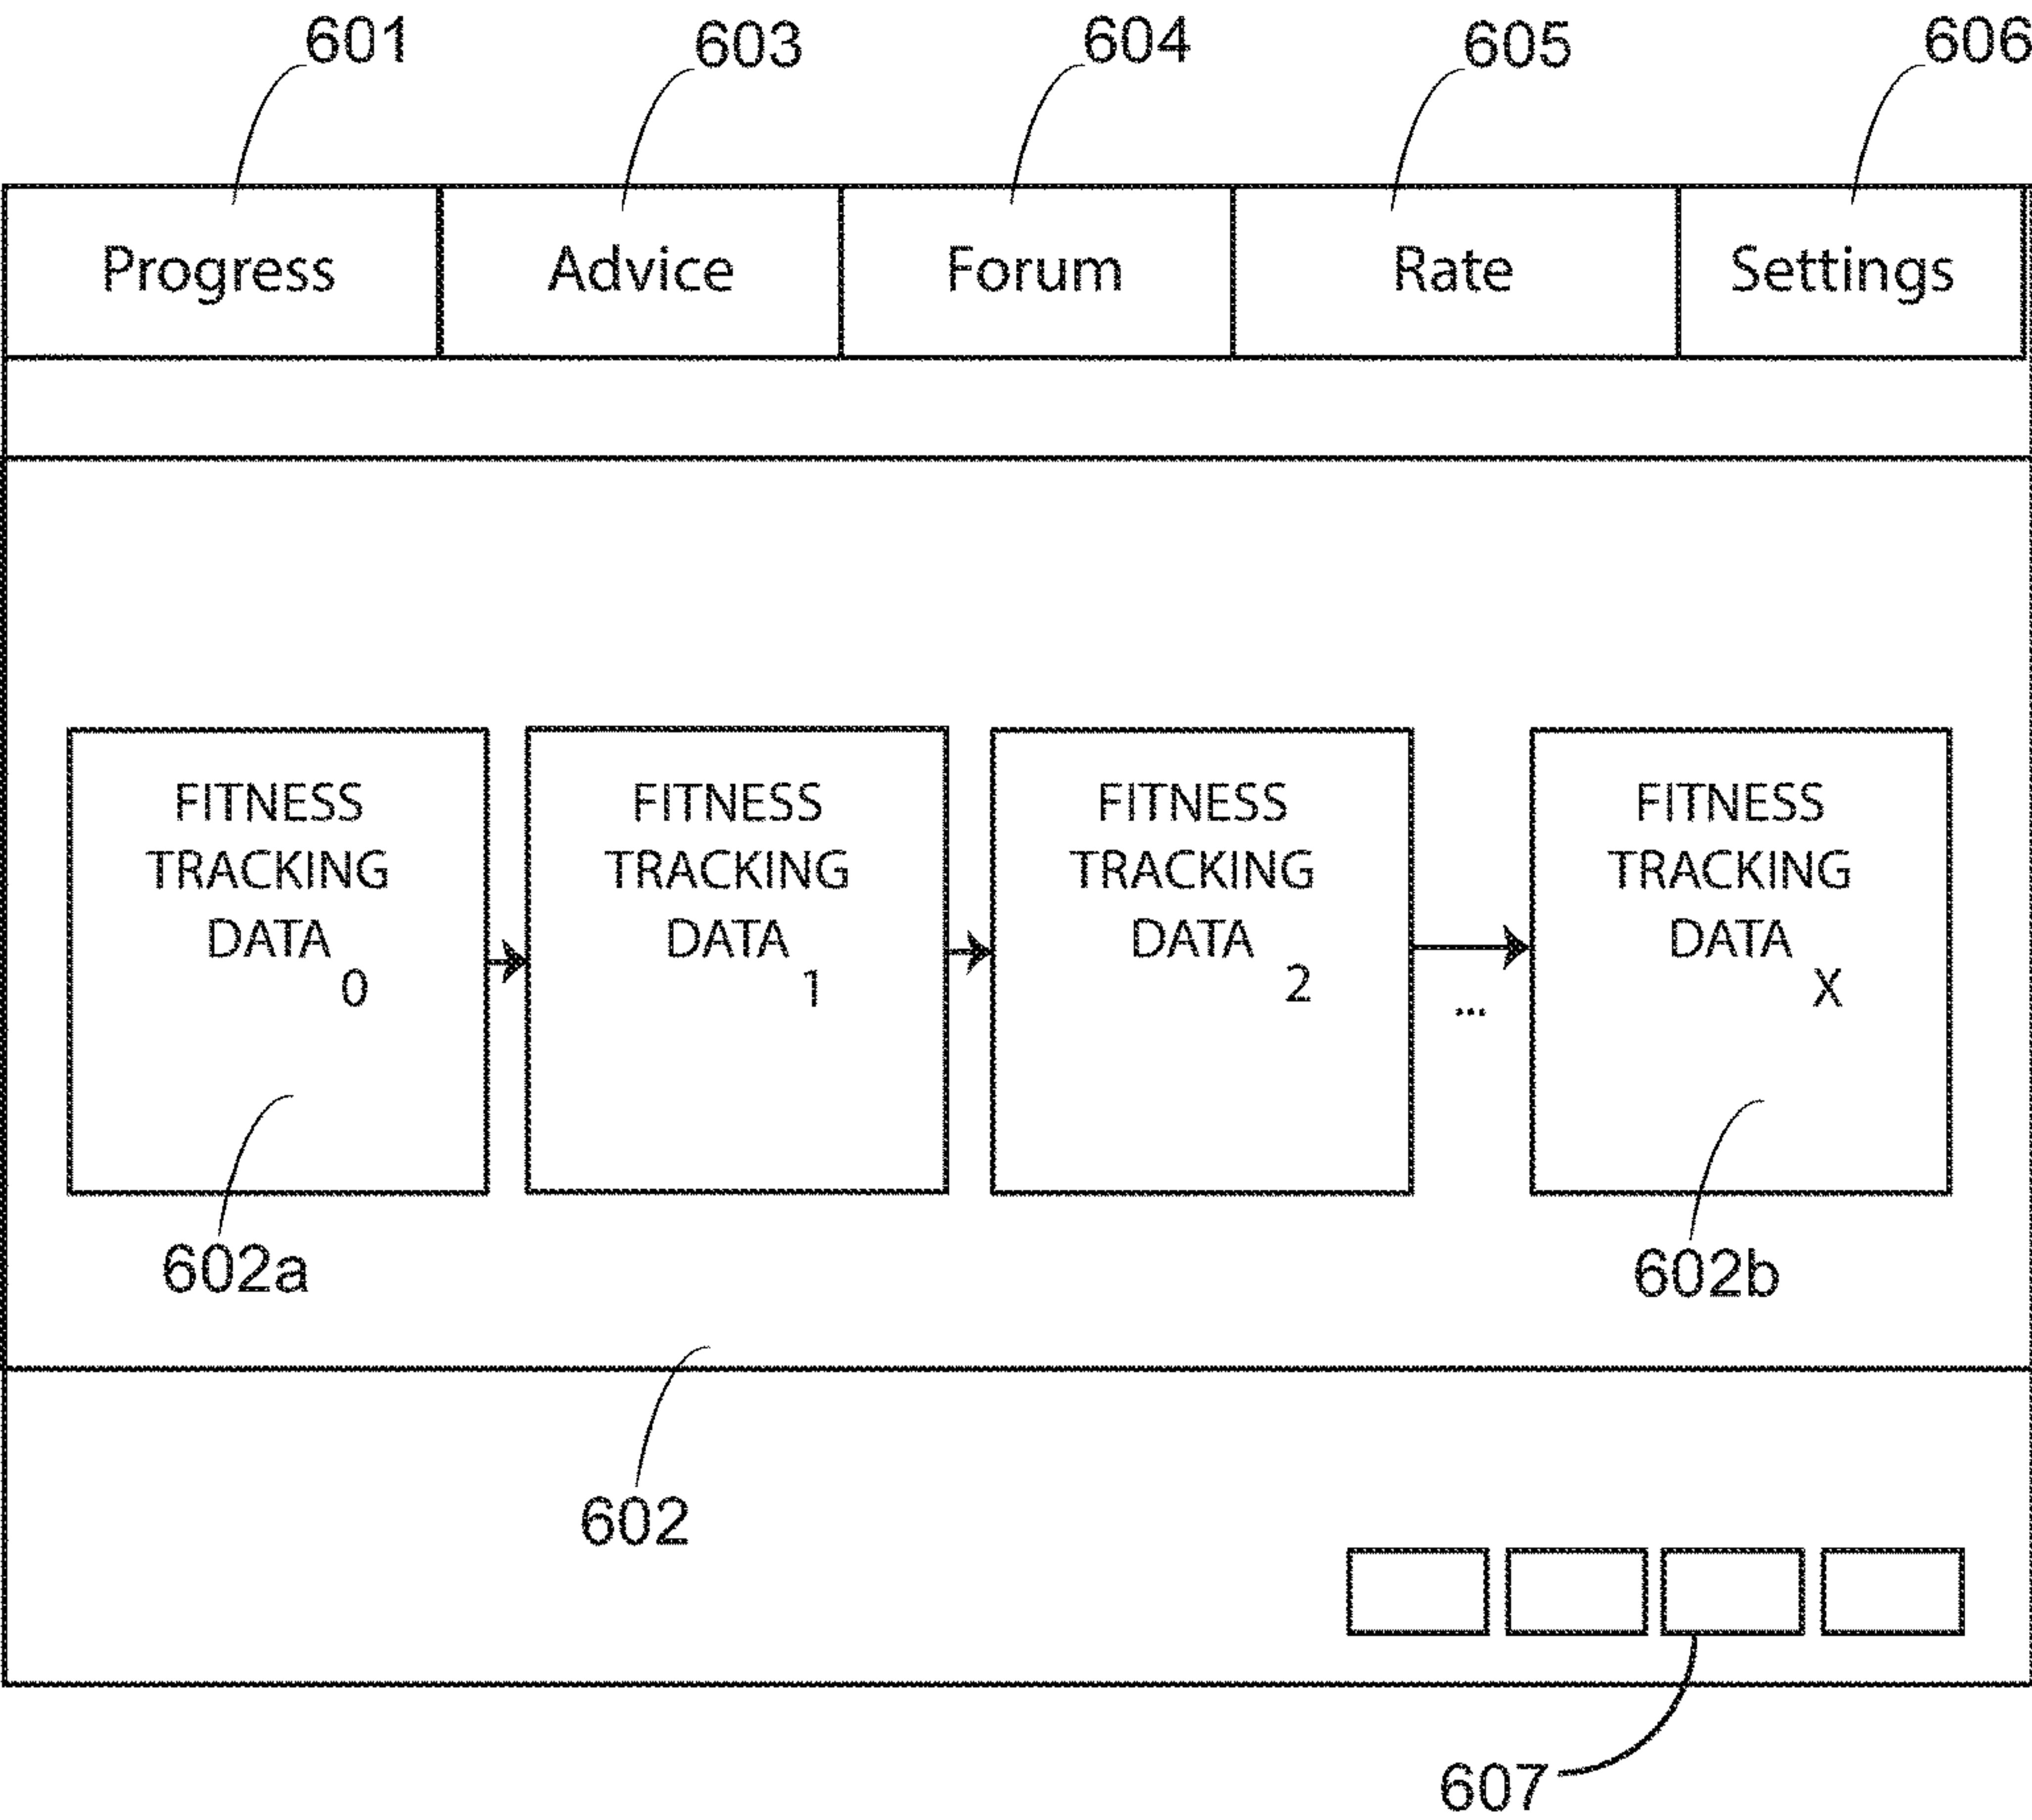 601 603 604 605 606
Progress Advice Forum Rate Settings
FITNESS FITNESS FITNESS FITNESS
TRACKING TRACKING TRACKING TRACKING
DATA DATA DATA DATA
0 1 2 X
...
602a 602b
602
607